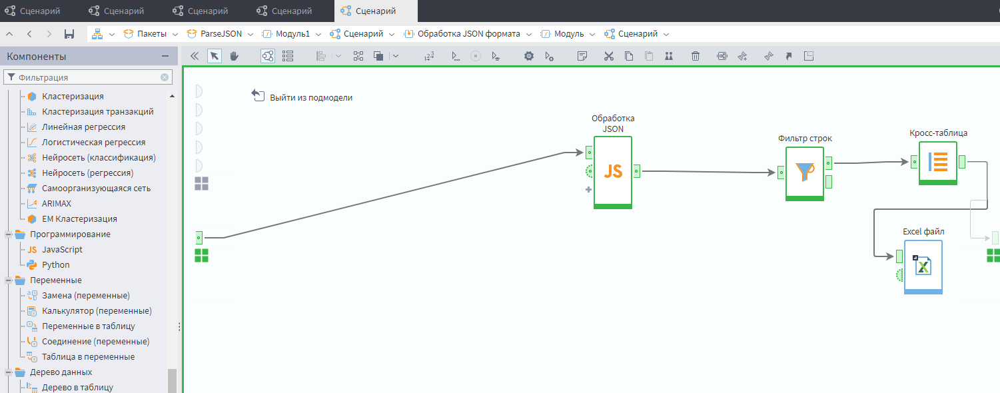 Сценарий Сценарий Сценарий Сценарий Сценарий
Пакеты ParseJSON Модуль1 Сценарий Обработка JSON формата Модуль Сценарий
Компоненты
Фильтрация
Кластеризация
Кластеризация транзакций
Линейная регрессия
Логистическая регрессия
Нейросеть (классификация)
Нейросеть (регрессия)
Самоорганизующаяся сеть
ARIMAX
EM Кластеризация
Программирование
JS JavaScript
Python
Переменные
Замена (переменные)
Калькулятор (переменные)
Переменные в таблицу
Соединение (переменные)
Таблица в переменные
Дерево данных
Дерево в таблицу
Выйти из подмодели
Обработка
JSON
JS
Фильтр строк
Кросс-таблица
Excel файл